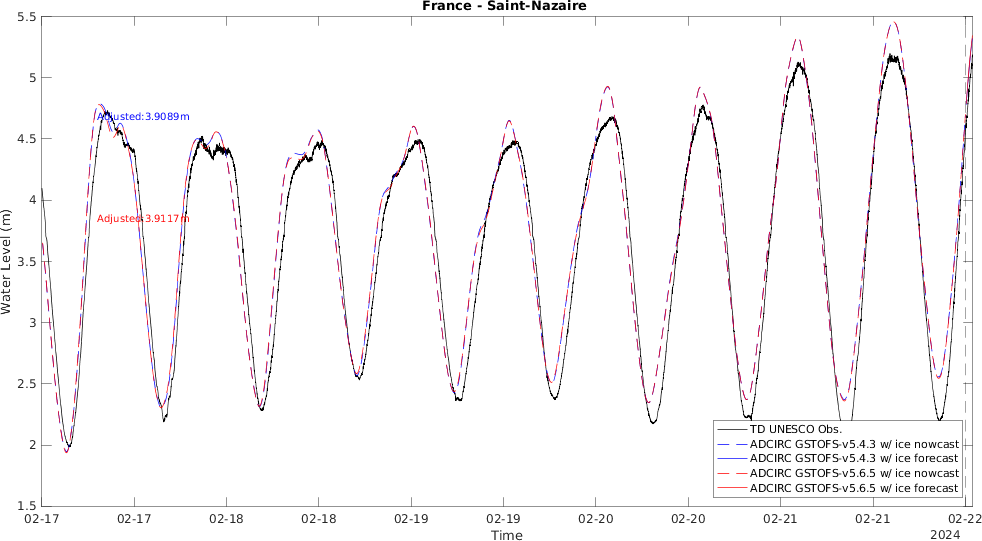 France - Saint-Nazaire
5.5
5
4.5
4
3.5
3
2.5
2
1.5
Water Level (m)
Adjusted:3.9089m
Adjusted:3.9117m
TD UNESCO Obs.
ADCIRC GSTOFS-v5.4.3 w/ ice nowcast
ADCIRC GSTOFS-v5.4.3 w/ ice forecast
ADCIRC GSTOFS-v5.6.5 w/ ice nowcast
ADCIRC GSTOFS-v5.6.5 w/ ice forecast
02-17 02-17 02-18 02-18 02-19 02-19 02-20 02-20 02-21 02-21 02-22
Time
2024